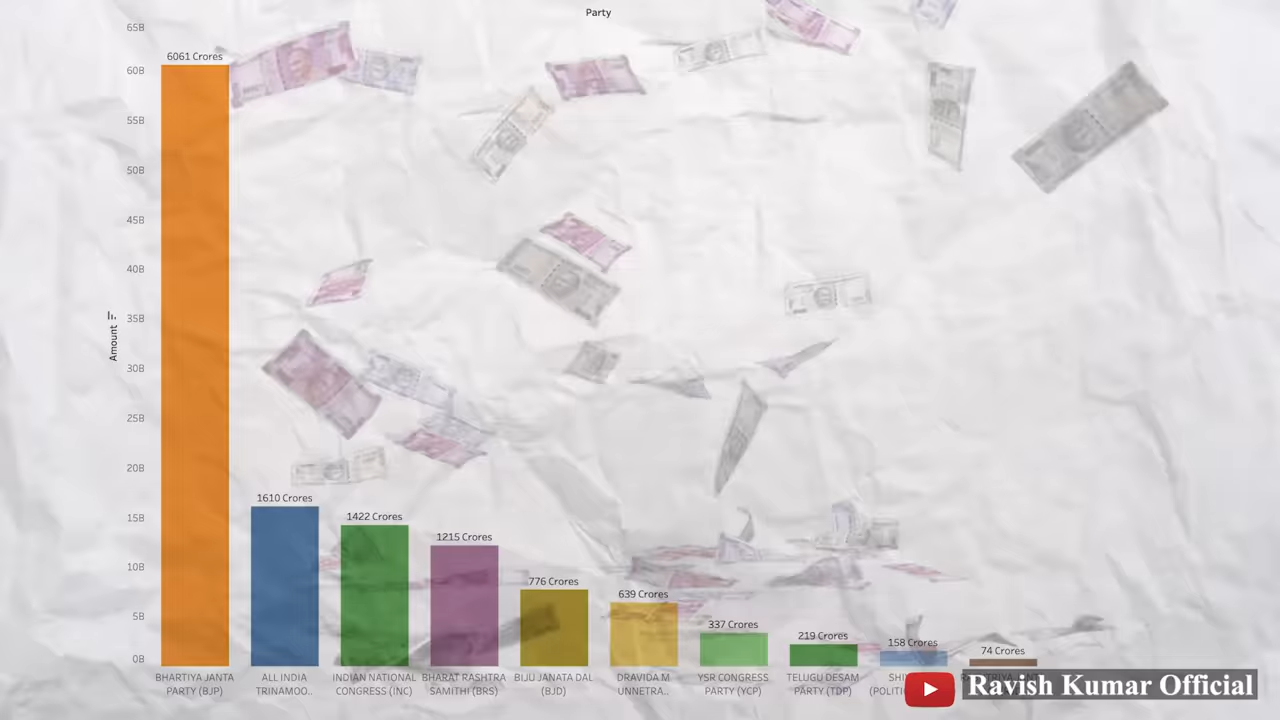 Party
65B
60B
55B
50B
45B
40B
35B
30B
25B
20B
15B
10B
5B
0B
Amount
6061 Crores
1610 Crores
1422 Crores
1215 Crores
776 Crores
639 Crores
337 Crores
219 Crores
158 Crores
74 Crores
BHARTIYA JANTA
PARTY (BJP)
ALL INDIA
TRINAMOO..
INDIAN NATIONAL
CONGRESS (INC)
BHARAT RASHTRA
SAMITHI (BRS)
BIJU JANATA DAL
(BJD)
DRAVIDA M
UNNETRA..
YSR CONGRESS
PARTY (YCP)
TELUGU DESAM
PARTY (TDP)
Ravish Kumar Official